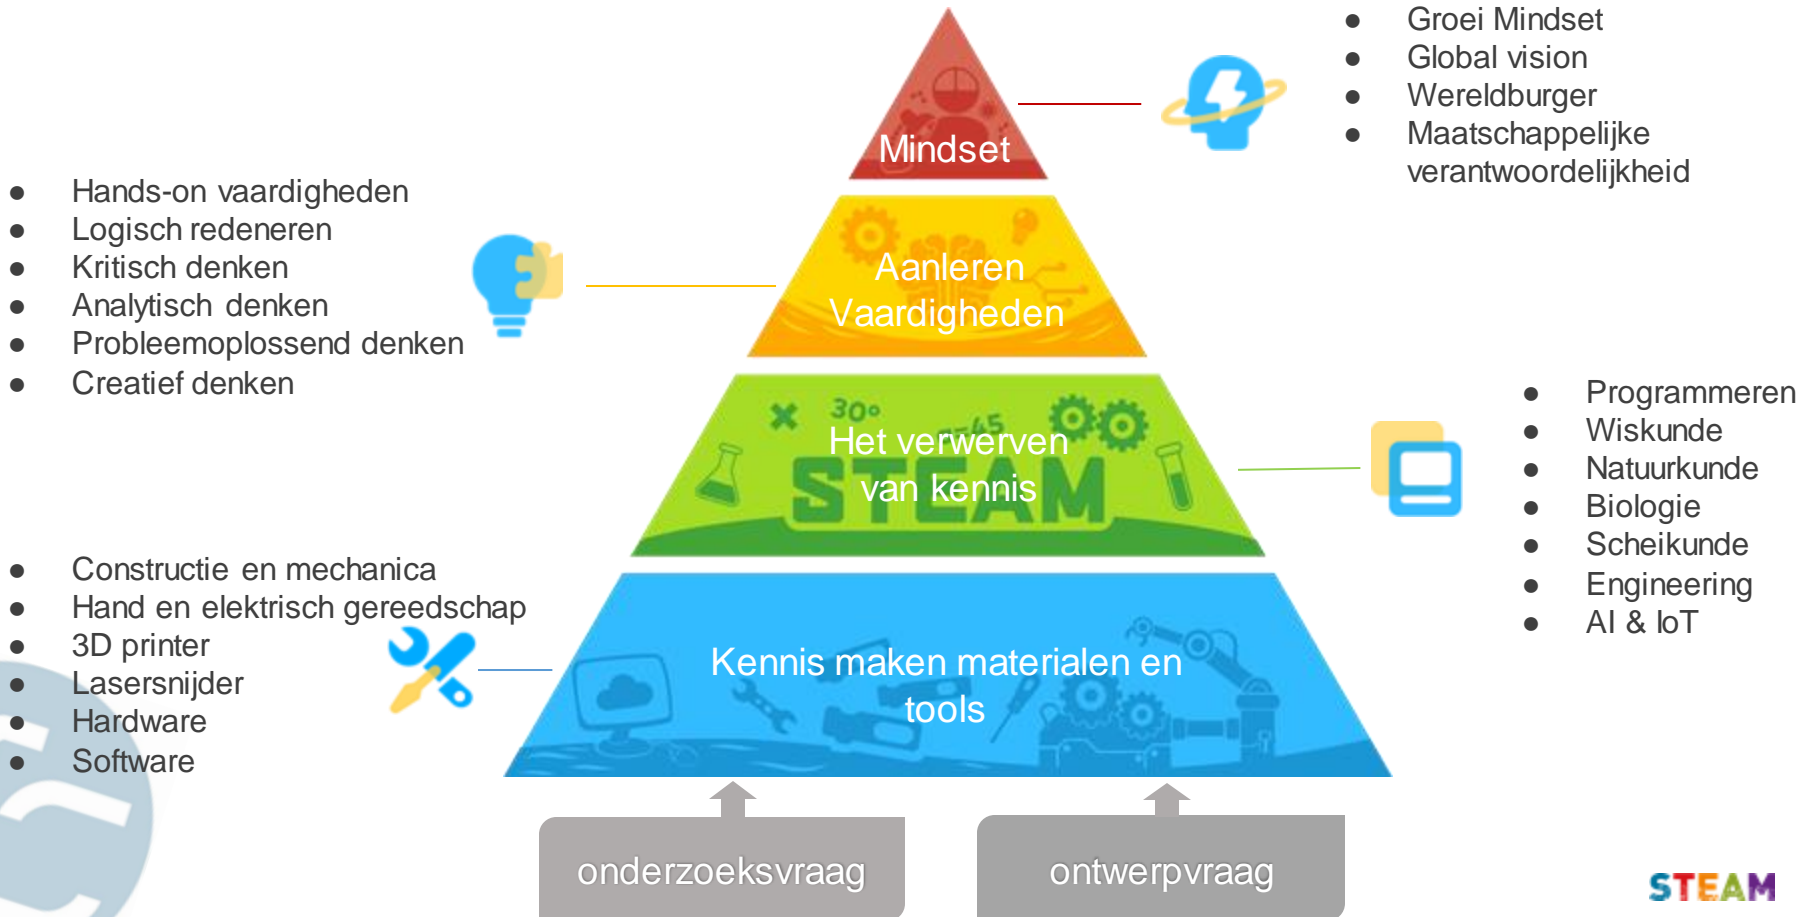 ● Groei Mindset
● Global vision
● Wereldburger
● Maatschappelijke
verantwoordelijkheid
Mindset
● Hands-on vaardigheden
● Logisch redeneren
● Kritisch denken
● Analytisch denken
● Probleemoplossend denken
● Creatief denken
Aanleren
Vaardigheden
● Programmeren
● Wiskunde
● Natuurkunde
● Biologie
● Scheikunde
● Engineering
● AI & IoT
30°
=45
Het verwerven
van kennis
STEAM
● Constructie en mechanica
● Hand en elektrisch gereedschap
● 3D printer
● Lasersnijder
● Hardware
● Software
Kennis maken materialen en
tools
onderzoeksvraag
ontwerpvraag
STEAM